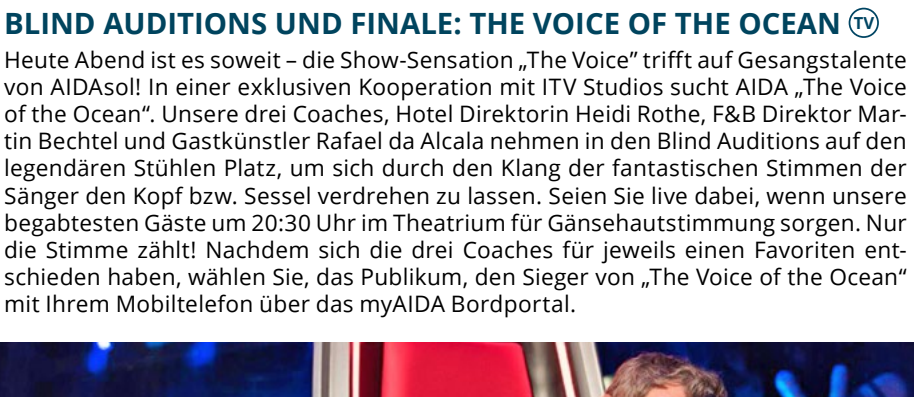 BLIND AUDITIONS UND FINALE: THE VOICE OF THE OCEAN TV
Heute Abend ist es soweit – die Show-Sensation „The Voice” trifft auf Gesangstalente
von AIDAsol! In einer exklusiven Kooperation mit ITV Studios sucht AIDA „The Voice
of the Ocean“. Unsere drei Coaches, Hotel Direktorin Heidi Rothe, F&B Direktor Mar-
tin Bechtel und Gastkünstler Rafael da Alcala nehmen in den Blind Auditions auf den
legendären Stühlen Platz, um sich durch den Klang der fantastischen Stimmen der
Sänger den Kopf bzw. Sessel verdrehen zu lassen. Seien Sie live dabei, wenn unsere
begabtesten Gäste um 20:30 Uhr im Theatrium für Gänsehautstimmung sorgen. Nur
die Stimme zählt! Nachdem sich die drei Coaches für jeweils einen Favoriten ent-
schieden haben, wählen Sie, das Publikum, den Sieger von „The Voice of the Ocean“
mit Ihrem Mobiltelefon über das myAIDA Bordportal.